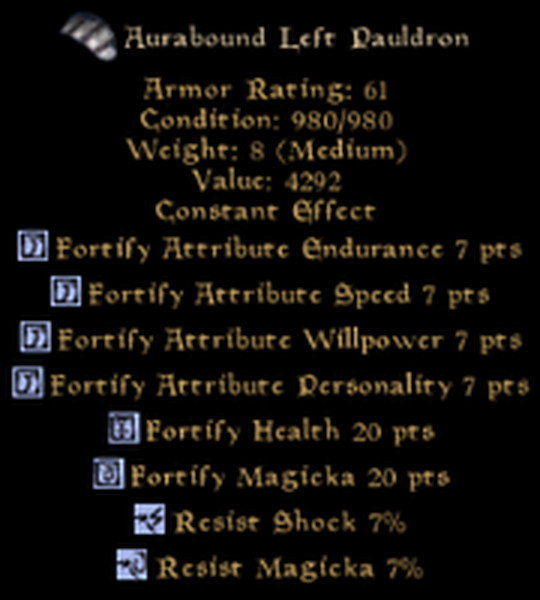 Aurabound Left Pauldron
Armor Rating: 61
Condition: 980/980
Weight: 8 (Medium)
Value: 4292
Constant Effect
Fortify Attribute Endurance 7 pts
Fortify Attribute Speed 7 pts
Fortify Attribute Willpower 7 pts
Fortify Attribute Personality 7 pts
Fortify Health 20 pts
Fortify Magicka 20 pts
Resist Shock 7%
Resist Magicka 7%